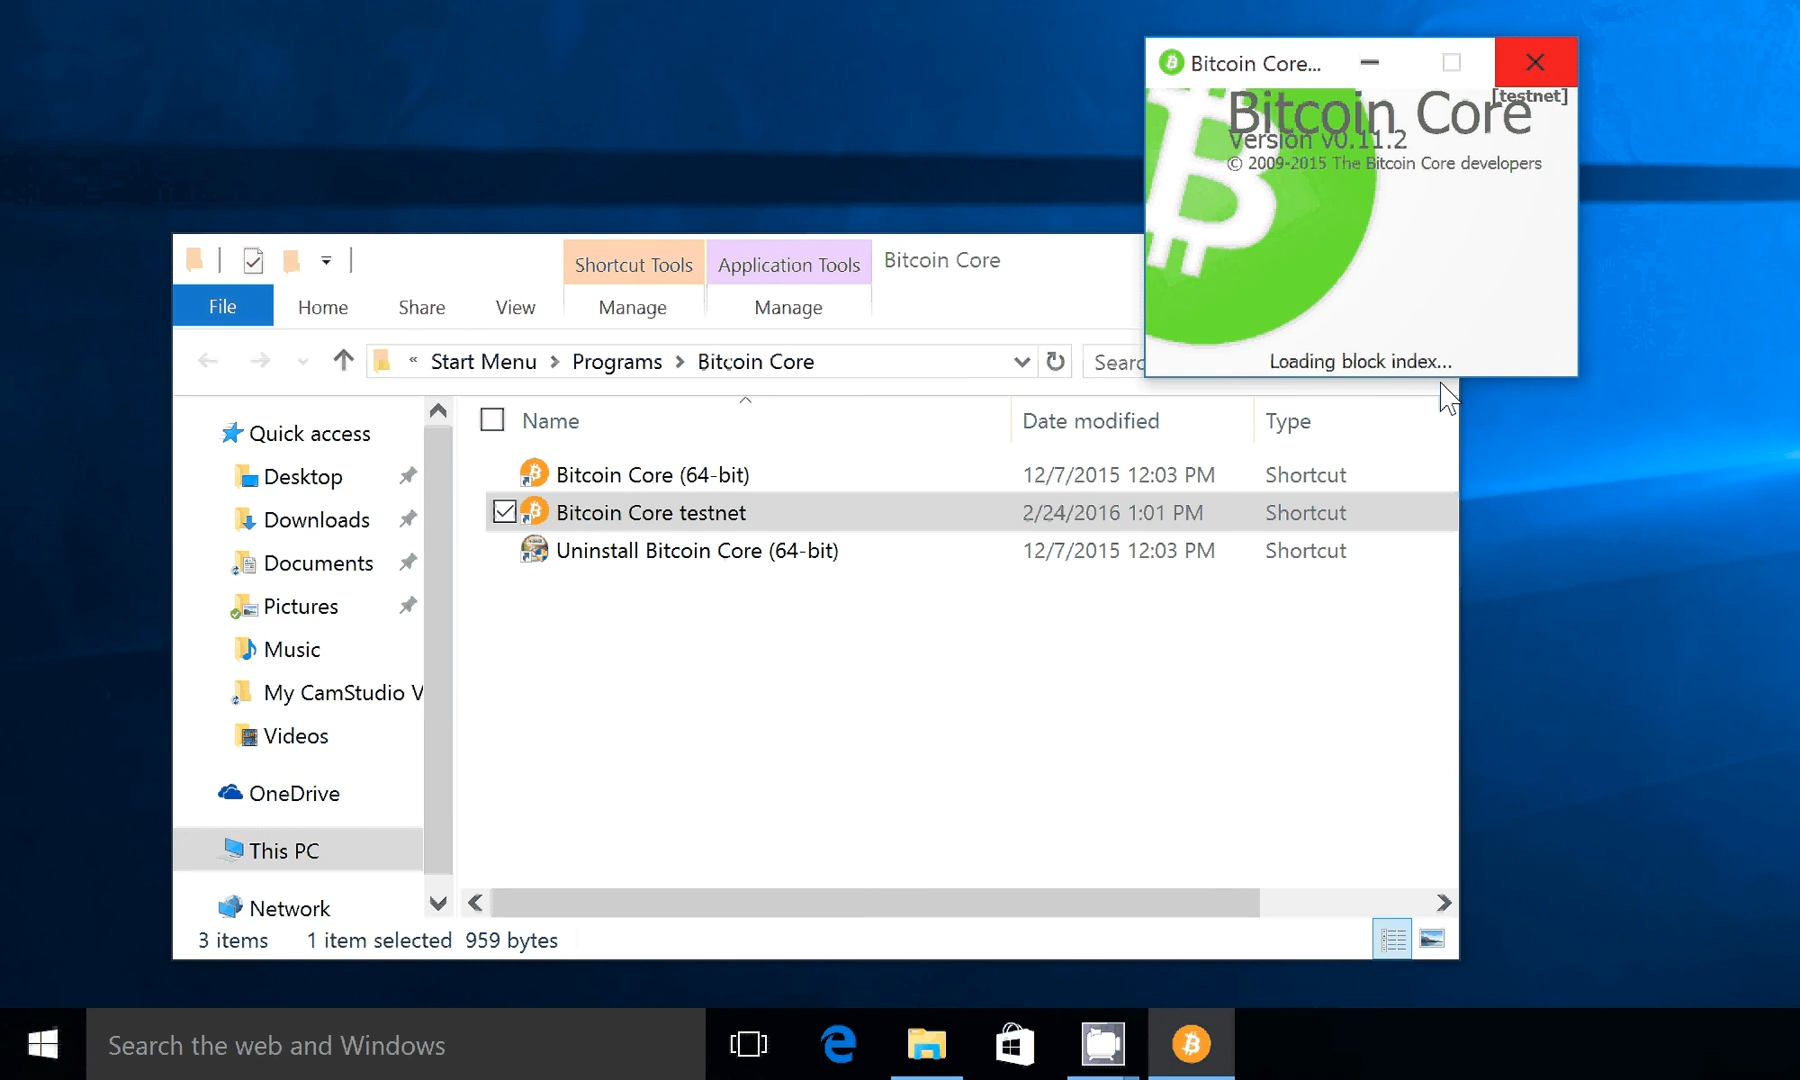 Bitcoin Core...
[testnet]
Bitcoin Core
Version v0.11.2
© 2009-2015 The Bitcoin Core developers
Loading block index...
Shortcut Tools
Application Tools
Bitcoin Core
File
Home
Share
View
Manage
Manage
« Start Menu > Programs > Bitcoin Core
Searc
Name
Date modified
Type
Bitcoin Core (64-bit) 12/7/2015 12:03 PM Shortcut
Bitcoin Core testnet 2/24/2016 1:01 PM Shortcut
Uninstall Bitcoin Core (64-bit) 12/7/2015 12:03 PM Shortcut
Quick access
Desktop
Downloads
Documents
Pictures
Music
My CamStudio V
Videos
OneDrive
This PC
Network
3 items 1 item selected 959 bytes
Search the web and Windows